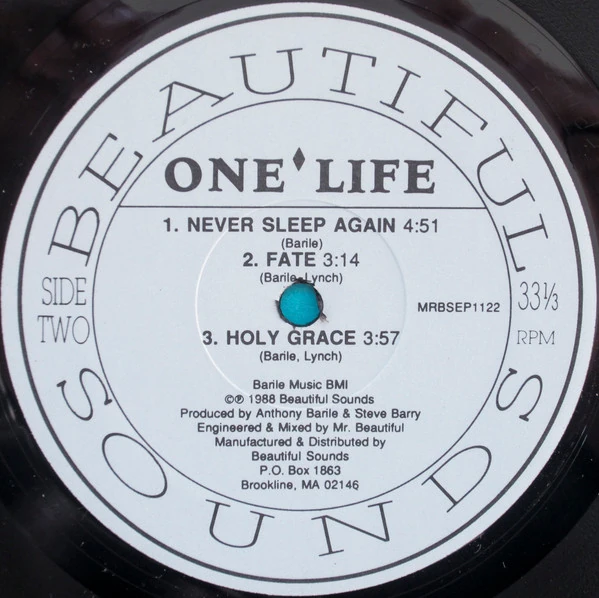 BEAUTIFUL
ONE LIFE
1. NEVER SLEEP AGAIN 4:51
(Barile)
2. FATE 3:14
(Barile, Lynch)
SIDE
TWO
MRBSEP1122
33⅓
RPM
3. HOLY GRACE 3:57
(Barile, Lynch)
Barile Music BMI
©℗ 1988 Beautiful Sounds
Produced by Anthony Barile & Steve Barry
Engineered & Mixed by Mr. Beautiful
Manufactured & Distributed by
Beautiful Sounds
P.O. Box 1863
Brookline, MA 02146
SOUNDS